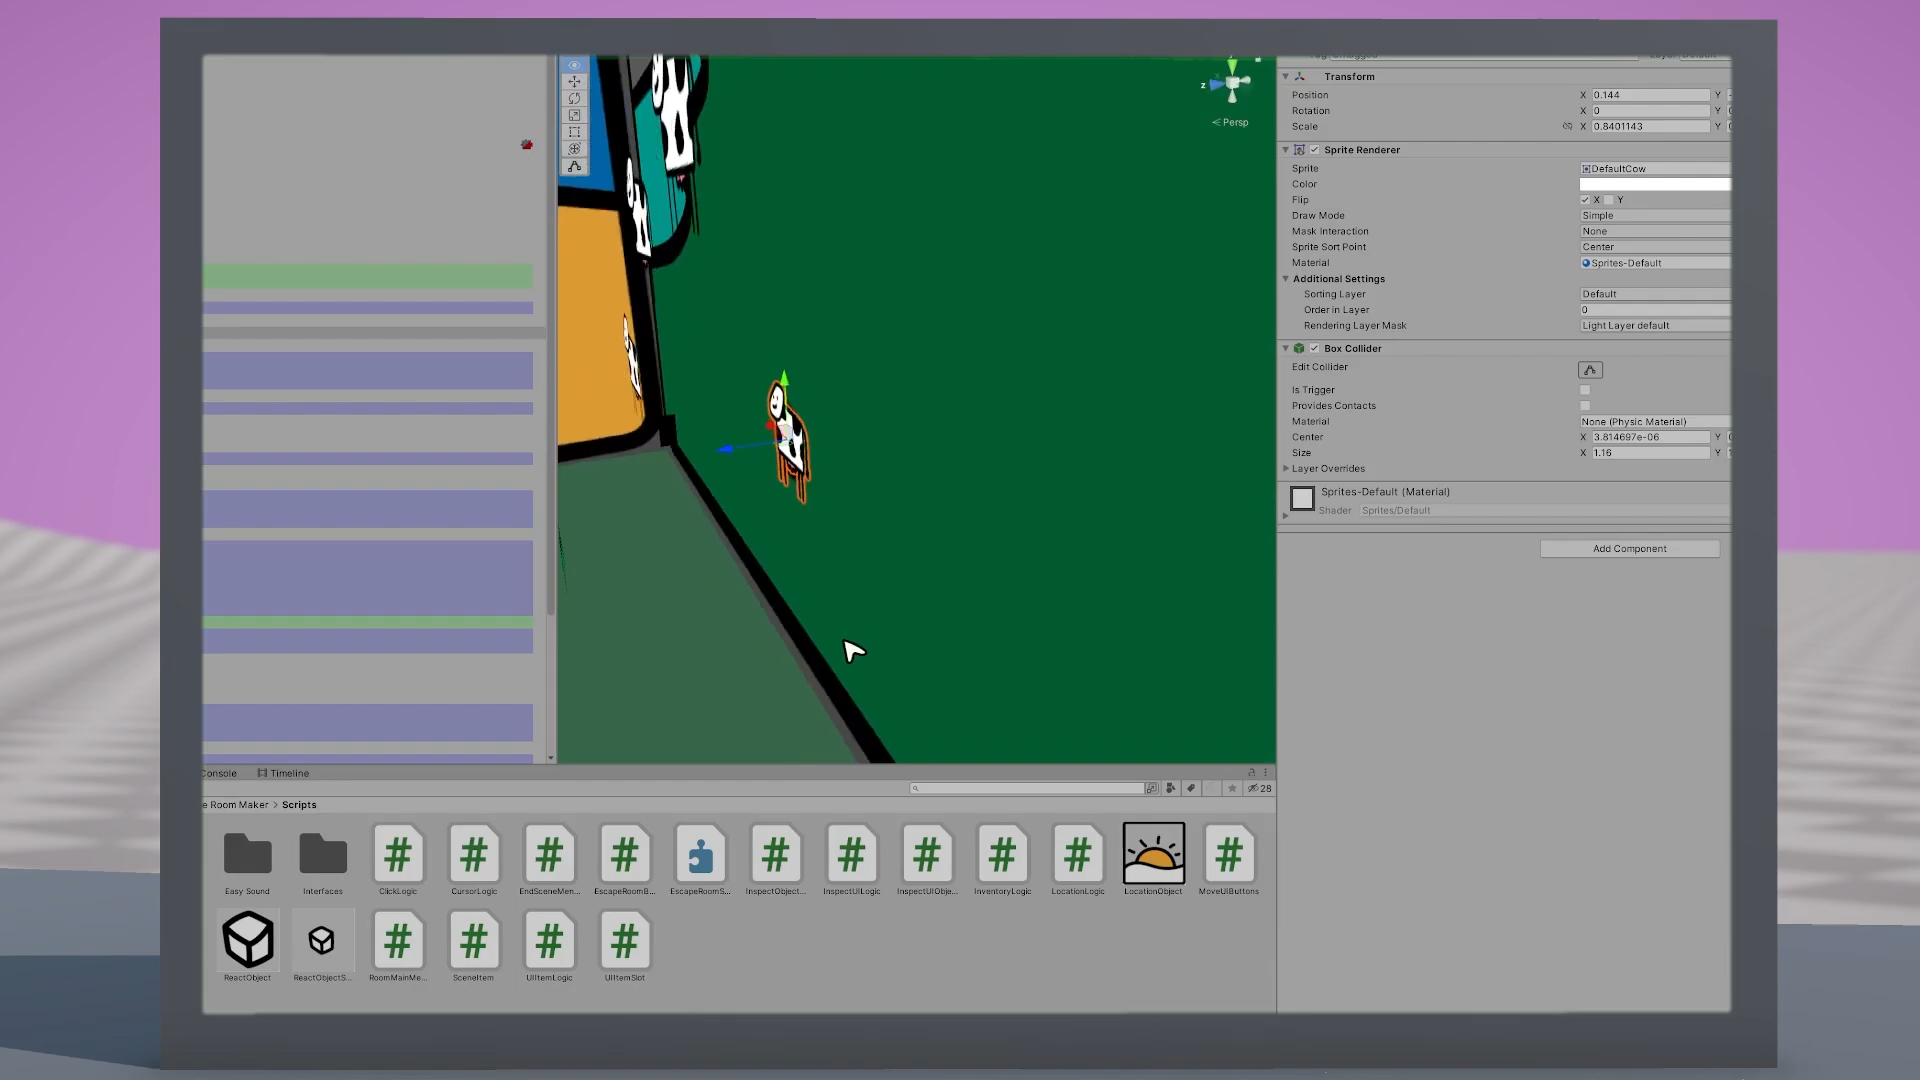 z
< Persp
Transform
Position X 0.144 Y
Rotation X 0 Y
Scale X 0.8401143 Y
Sprite Renderer
Sprite DefaultCow
Color
Flip X Y
Draw Mode Simple
Mask Interaction None
Sprite Sort Point Center
Material Sprites-Default
Additional Settings
Sorting Layer Default
Order in Layer 0
Rendering Layer Mask Light Layer default
Box Collider
Edit Collider
Is Trigger
Provides Contacts
Material None (Physic Material)
Center X 3.814697e-06 Y
Size X 1.16 Y
Layer Overrides
Sprites-Default (Material)
Shader Sprites/Default
Add Component
Console Timeline
28
e Room Maker > Scripts
Easy Sound Interfaces ClickLogic CursorLogic EndSceneMen... EscapeRoomB... EscapeRoomS... InspectObject... InspectUILogic InspectUIObje... InventoryLogic LocationLogic LocationObject MoveUIButtons
ReactObject ReactObjectS... RoomMainMe... SceneItem UIItemLogic UIItemSlot